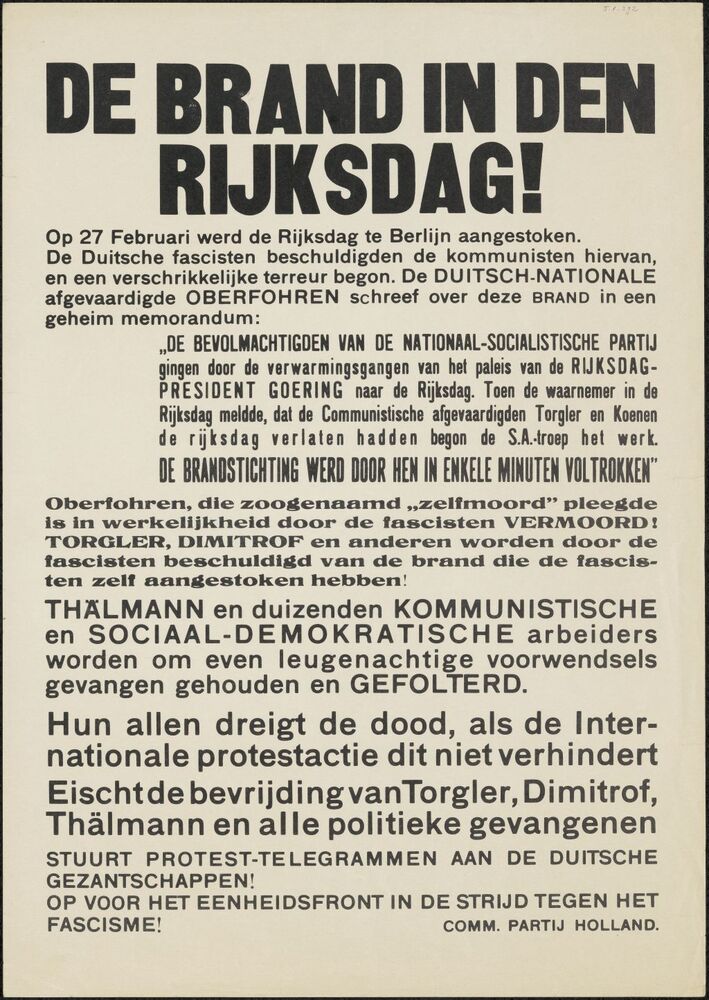 DE BRAND IN DEN
RIJKSDAG!
Op 27 Februari werd de Rijksdag te Berlijn aangestoken.
De Duitsche fascisten beschuldigden de kommunisten hiervan,
en een verschrikkelijke terreur begon. De DUITSCH-NATIONALE
afgevaardigde OBERFOHREN schreef over deze BRAND in een
geheim memorandum:
„DE BEVOLMACHTIGDEN VAN DE NATIONAAL-SOCIALISTISCHE PARTIJ
gingen door de verwarmingsgangen van het paleis van de RIJKSDAG-
PRESIDENT GOERING naar de Rijksdag. Toen de waarnemer in de
Rijksdag meldde, dat de Communistische afgevaardigden Torgler en Koenen
de rijksdag verlaten hadden begon de S.A.-troep het werk.
DE BRANDSTICHTING WERD DOOR HEN IN ENKELE MINUTEN VOLTROKKEN”
Oberfohren, die zoogenaamd „zelfmoord” pleegde
is in werkelijkheid door de fascisten VERMOORD!
TORGLER, DIMITROF en anderen worden door de
fascisten beschuldigd van de brand die de fascis-
ten zelf aangestoken hebben!
THÄLMANN en duizenden KOMMUNISTISCHE
en SOCIAAL-DEMOKRATISCHE arbeiders
worden om even leugenachtige voorwendsels
gevangen gehouden en GEFOLTERD.
Hun allen dreigt de dood, als de Inter-
nationale protestactie dit niet verhindert
Eischt de bevrijding van Torgler, Dimitrof,
Thälmann en alle politieke gevangenen
STUURT PROTEST-TELEGRAMMEN AAN DE DUITSCHE
GEZANTSCHAPPEN!
OP VOOR HET EENHEIDSFRONT IN DE STRIJD TEGEN HET
FASCISME! COMM. PARTIJ HOLLAND.